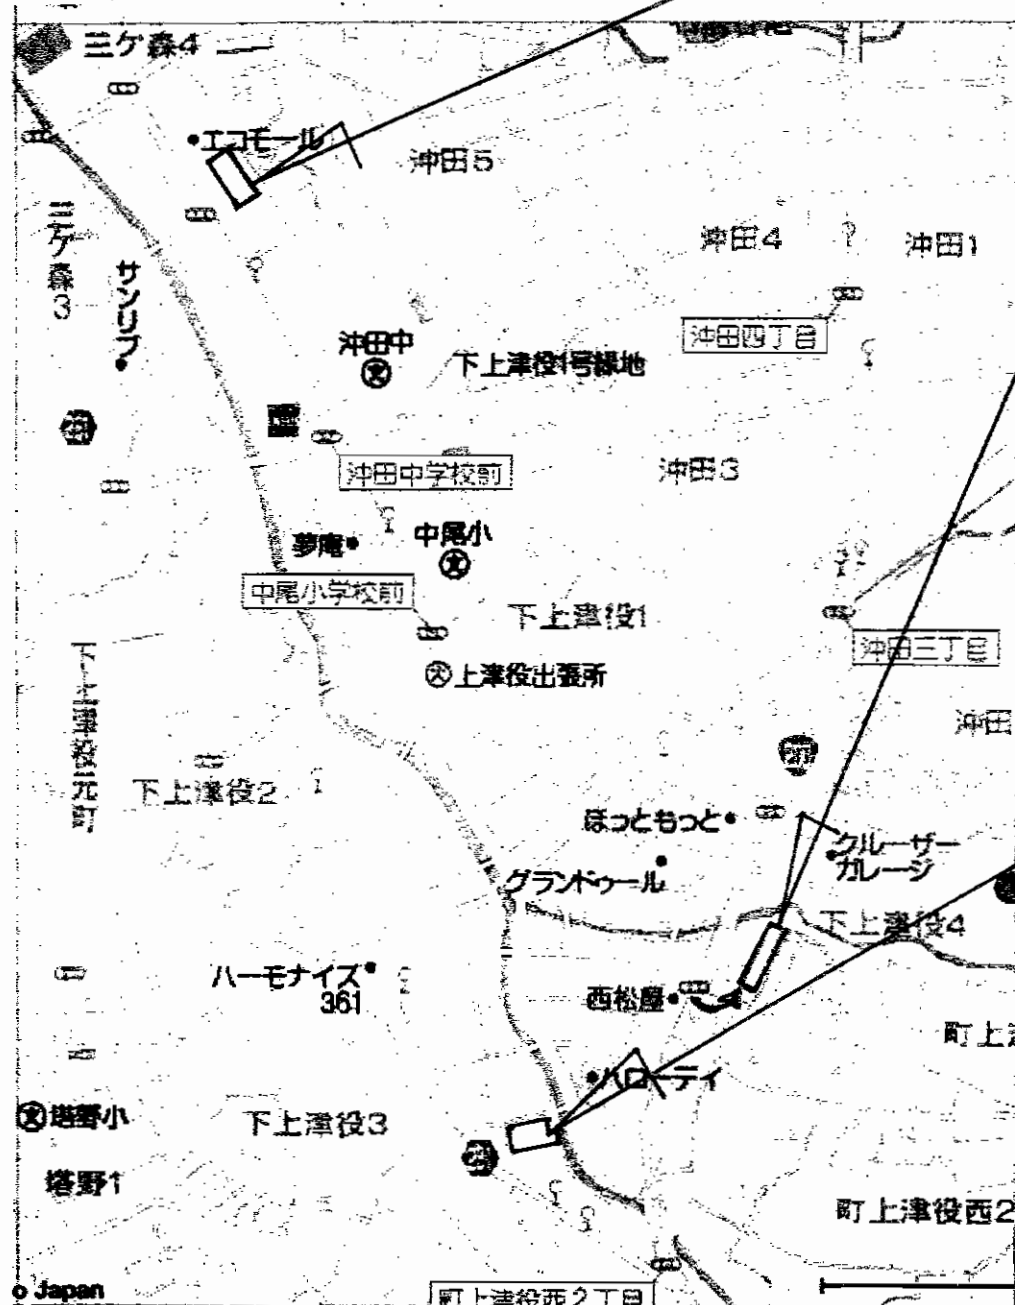 三ケ森4
エコモール
沖田5
三ケ森3
サンリブ
沖田4
沖田1
沖田四丁目
沖田中
下上津役1号緑地
沖田中学校前
沖田3
夢庵
中尾小
中尾小学校前
下上津役1
沖田三丁目
上津役出張所
下上津役元町
沖田
下上津役2
ほっともっと
クルーザー
ガレージ
グランドゥール
下上津役4
ハーモナイズ
361
西松屋
町上津
ハローデイ
塔野小
下上津役3
塔野1
町上津役西2
o Japan
町上津役西2丁目